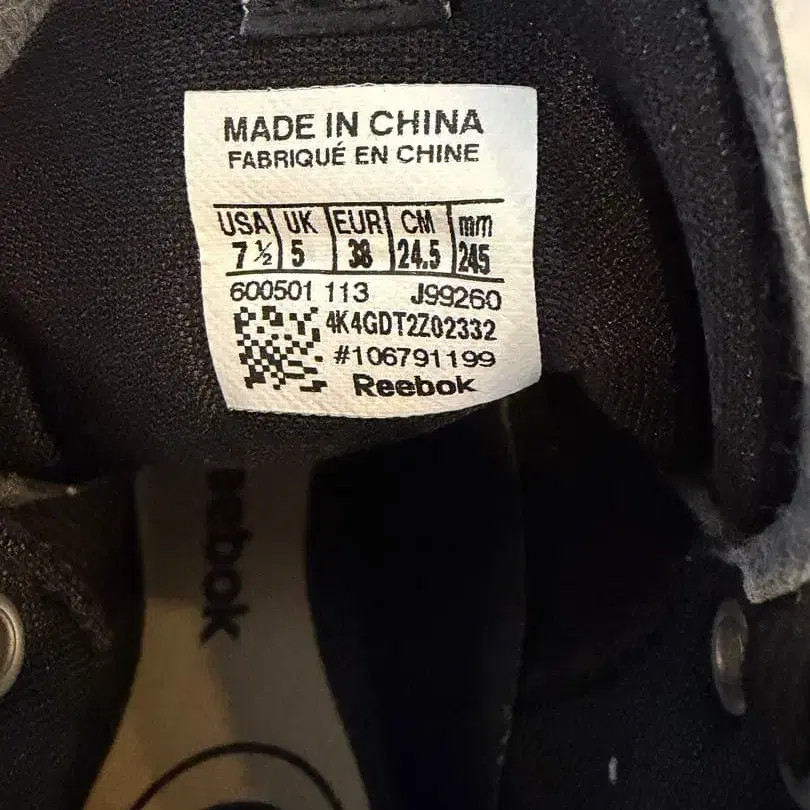 MADE IN CHINA
FABRIQUÉ EN CHINE
USA UK EUR CM mm
7 ½ 5 38 24.5 245
600501 113 J99260
4K4GDT2Z02332
#106791199
Reebok
eebok